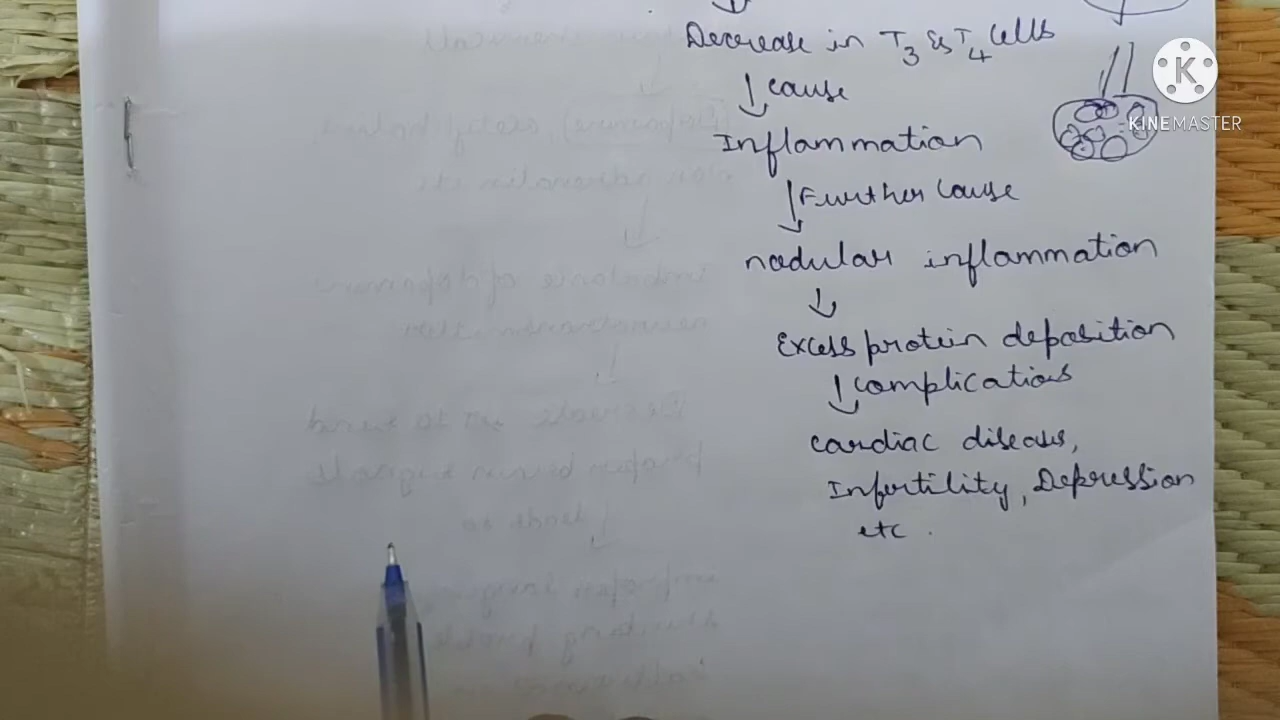 Decrease in T3 & T4 cells
↓ cause
Inflammation
↓ Further cause
nodular inflammation
↓
Excess protein deposition
↓ complications
cardiac diseases,
Infertility, Depression
etc.
KINEMASTER